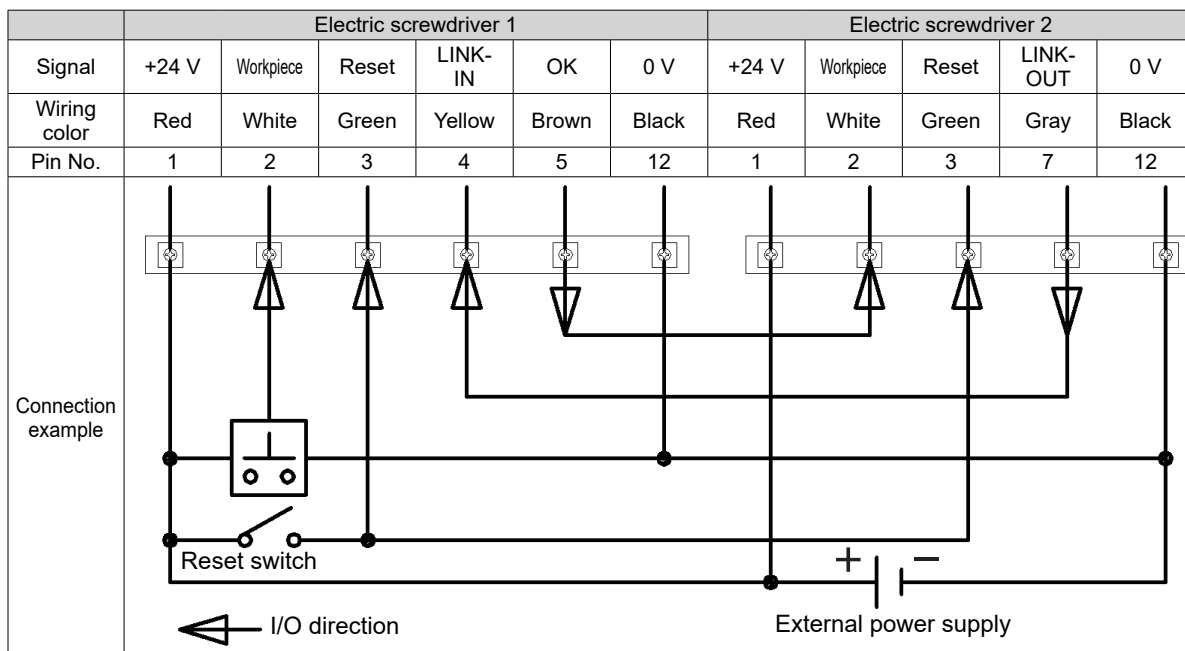 Electric screwdriver 1 Electric screwdriver 2
Signal +24 V Workpiece Reset LINK-IN OK 0 V +24 V Workpiece Reset LINK-OUT 0 V
Wiring color Red White Green Yellow Brown Black Red White Green Gray Black
Pin No. 1 2 3 4 5 12 1 2 3 7 12
Connection
example
Reset switch
+ −
I/O direction
External power supply